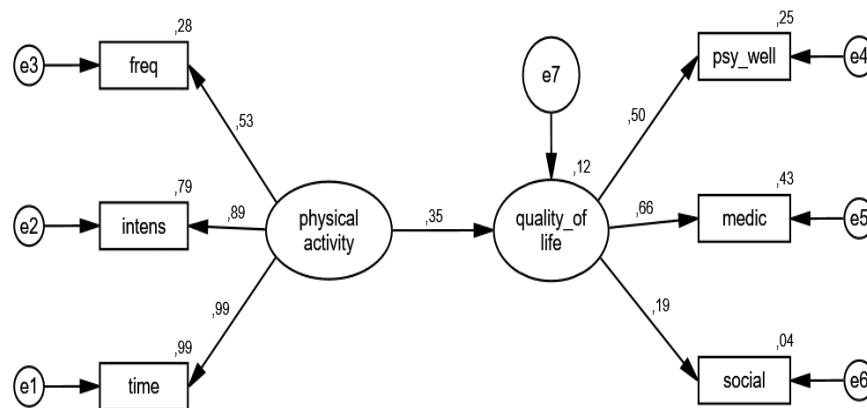 ,28
,25
e3
freq
e7
psy_well
e4
,53
,50
,12
,79
,43
e2
intens
,89
physical
activity
,35
quality_of
life
,66
medic
e5
,99
,19
,99
,04
e1
time
social
e6